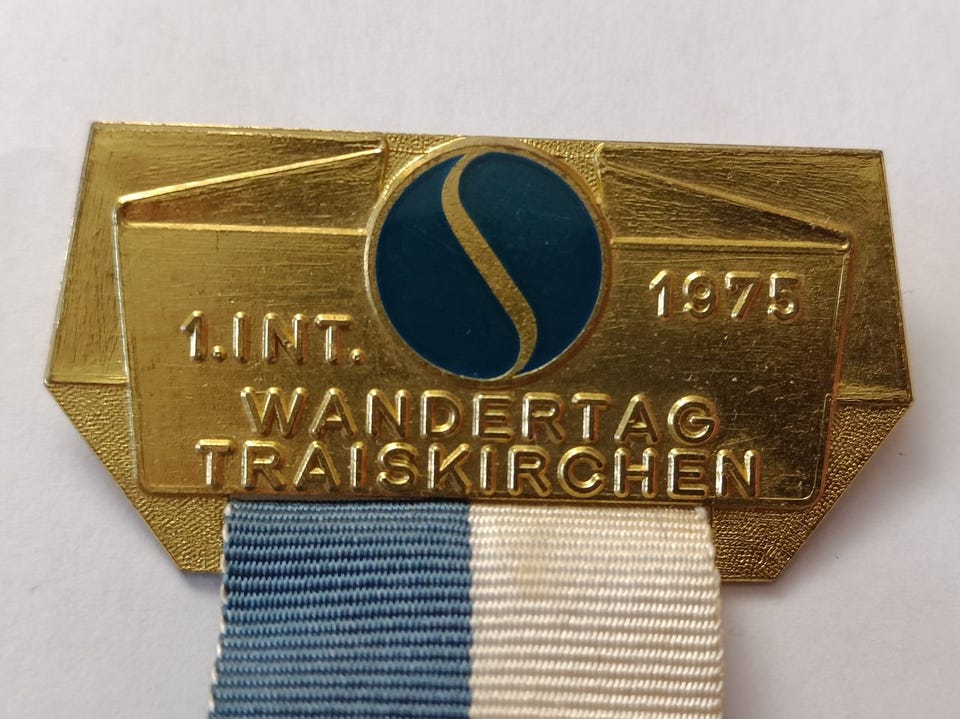 1.INT. 1975
WANDERTAG
TRAISKIRCHEN